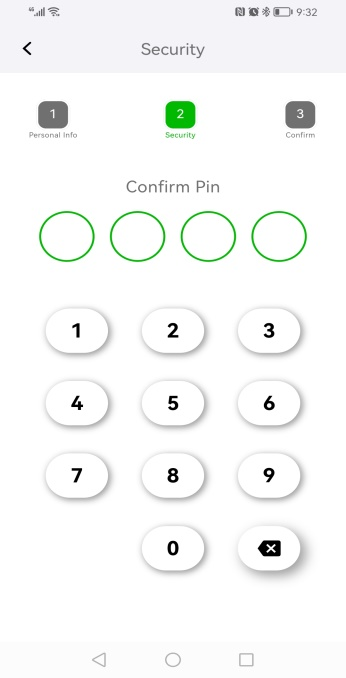 9:32
Security
1
2
3
Personal Info
Security
Confirm
Confirm Pin
1 2 3
4 5 6
7 8 9
0